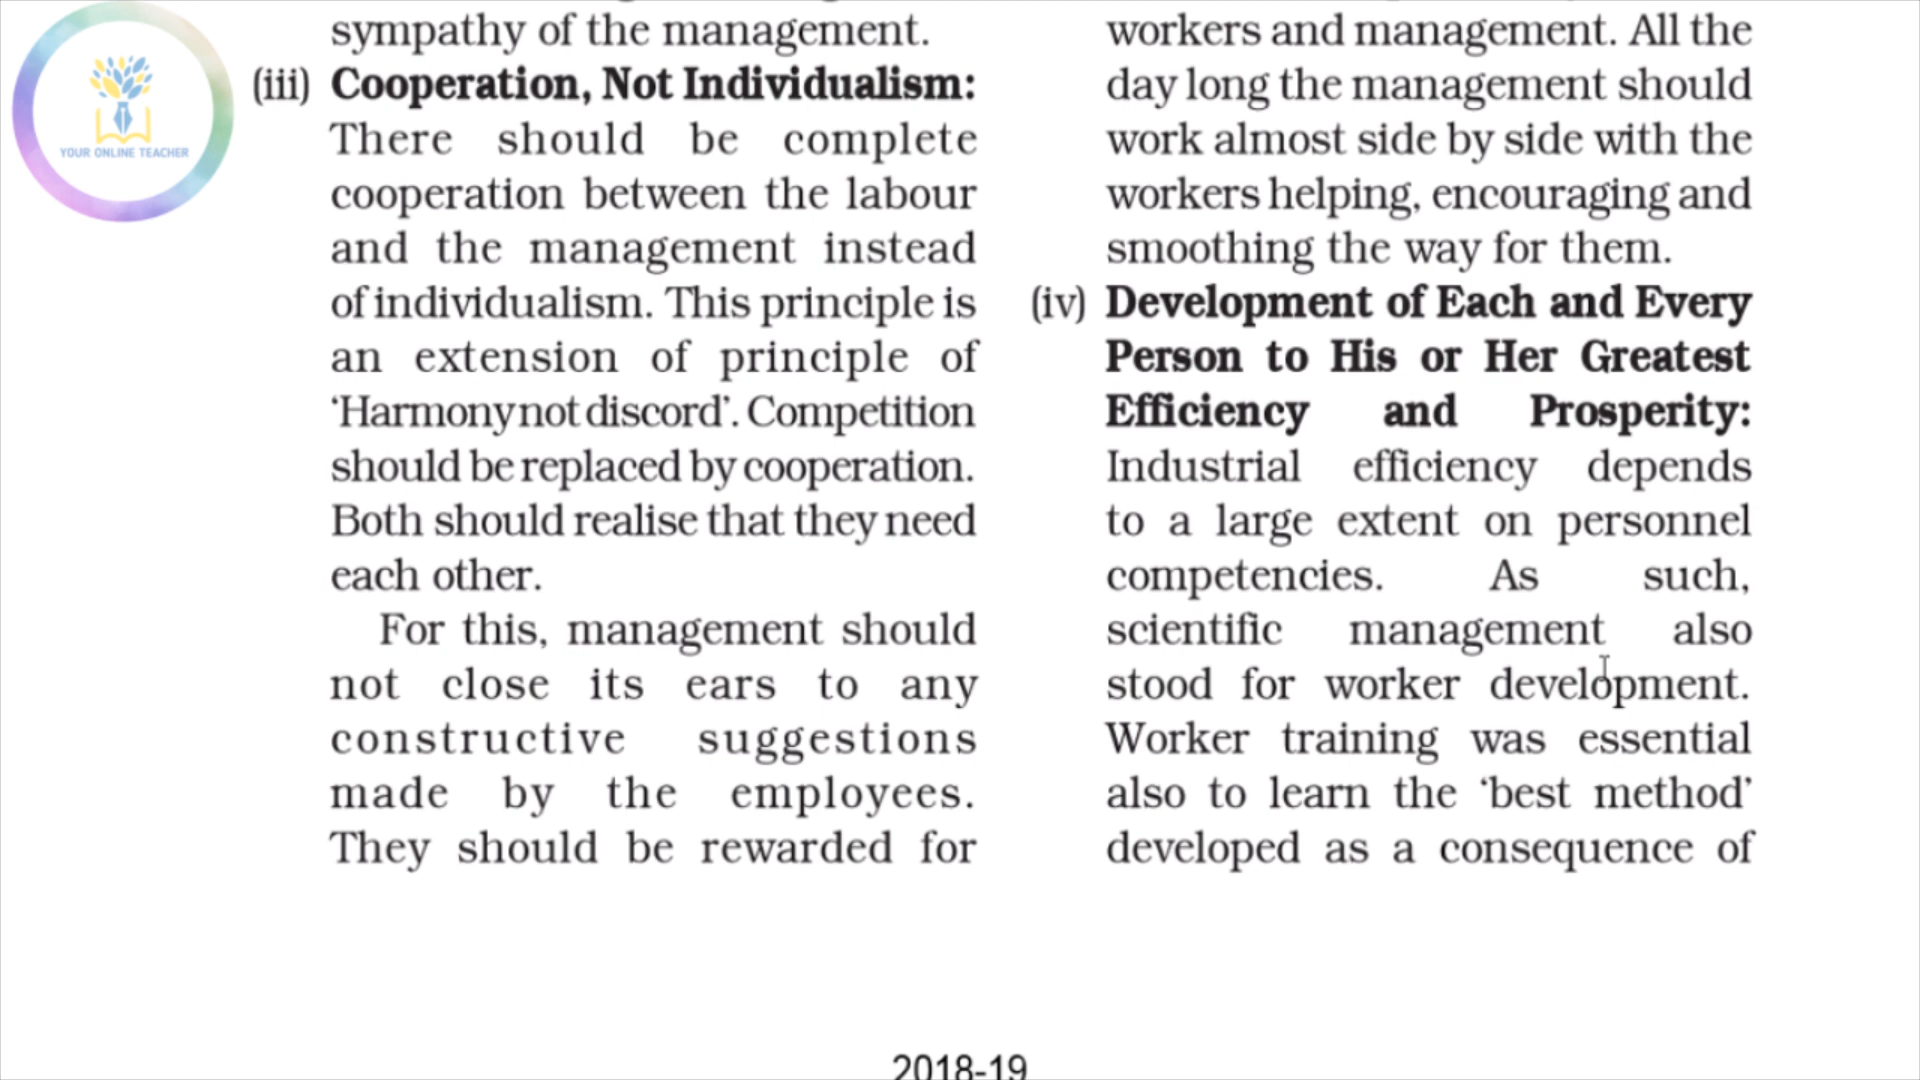 YOUR ONLINE TEACHER
sympathy of the management.
(iii) Cooperation, Not Individualism:
There should be complete
cooperation between the labour
and the management instead
of individualism. This principle is
an extension of principle of
‘Harmony not discord’. Competition
should be replaced by cooperation.
Both should realise that they need
each other.
For this, management should
not close its ears to any
constructive suggestions
made by the employees.
They should be rewarded for
workers and management. All the
day long the management should
work almost side by side with the
workers helping, encouraging and
smoothing the way for them.
(iv) Development of Each and Every
Person to His or Her Greatest
Efficiency and Prosperity:
Industrial efficiency depends
to a large extent on personnel
competencies. As such,
scientific management also
stood for worker development.
Worker training was essential
also to learn the ‘best method’
developed as a consequence of
2018-19